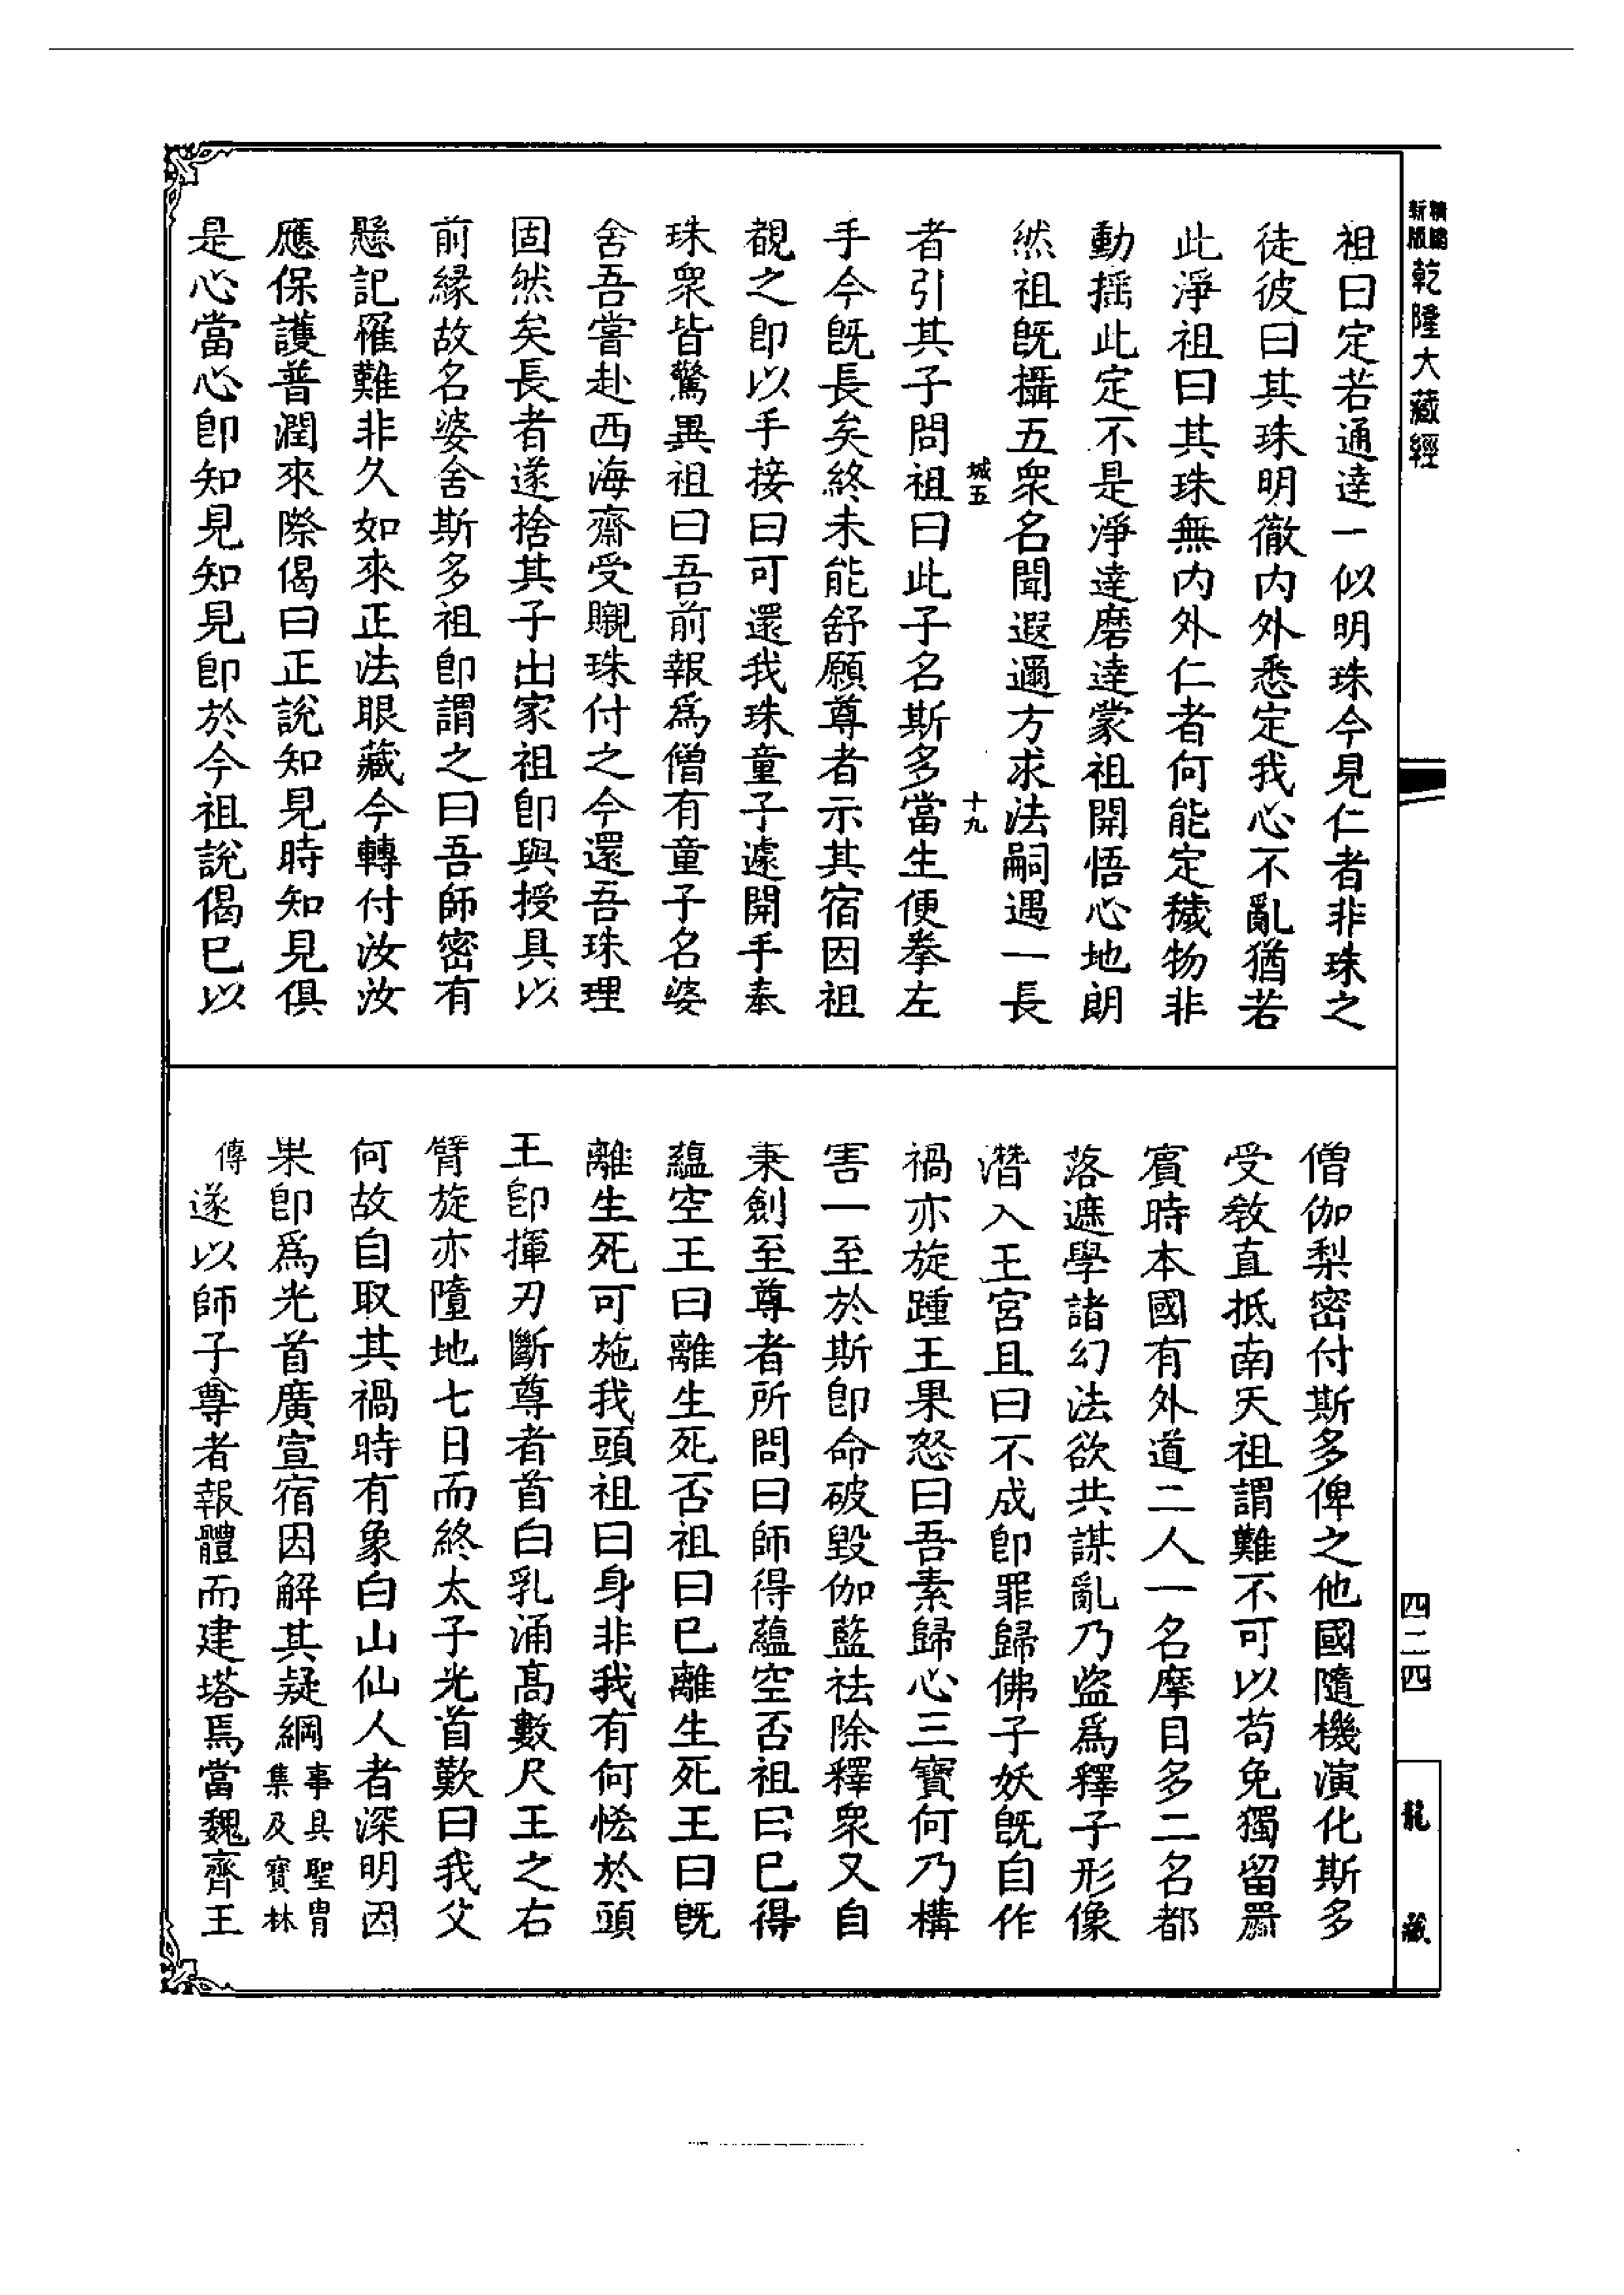 新版精縮乾隆大藏經
祖曰定若通達一似明珠今見仁者非珠之
徒彼曰其珠明徹内外悉定我心不亂猶若
此淨祖曰其珠無内外仁者何能定穢物非
動搖此定不是淨達磨達蒙祖開悟心地朗
然祖旣攝五衆名聞遐邇方求法嗣遇一長
城五
十九
者引其子問祖曰此子名斯多當生便拳左
手今旣長矣終未能舒願尊者示其宿因祖
覩之卽以手接曰可還我珠童子遽開手奉
珠衆皆驚異祖曰吾前報爲僧有童子名婆
舍吾嘗赴西海齋受嚫珠付之今還吾珠理
固然矣長者遂捨其子出家祖卽與授具以
前緣故名婆舍斯多祖卽謂之曰吾師密有
懸記罹難非久如來正法眼藏今轉付汝汝
應保護普潤來際偈曰正說知見時知見俱
是心當心卽知見知見卽於今祖說偈已以
僧伽梨密付斯多俾之他國隨機演化斯多
受敎直抵南天祖謂難不可以苟免獨留罽
賓時本國有外道二人一名摩目多二名都
落遮學諸幻法欲共謀亂乃盜爲釋子形像
潛入王宮且曰不成卽罪歸佛子妖旣自作
禍亦旋踵王果怒曰吾素歸心三寶何乃構
害一至於斯卽命破毀伽藍祛除釋衆又自
秉劍至尊者所問曰師得蘊空否祖曰已得
蘊空王曰離生死否祖曰已離生死王曰旣
離生死可施我頭祖曰身非我有何恡於頭
王卽揮刃斷尊者首白乳涌高數尺王之右
臂旋亦墮地七日而終太子光首歎曰我父
何故自取其禍時有象白山仙人者深明因
果卽爲光首廣宣宿因解其疑網事具聖冑集及寶林
傳遂以師子尊者報體而建塔焉當魏齊王
四二四
龍藏